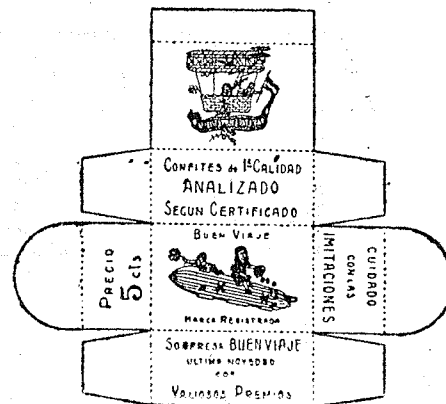 CONFITES de 1ª CALIDAD
ANALIZADO
SEGUN CERTIFICADO
PRECIO
5 cts
BUEN VIAJE
MARCA REGISTRADA
CUIDADO
CON LAS
IMITACIONES
SORPRESA BUEN VIAJE
ULTIMA NOVEDAD
CON
VALIOSOS PREMIOS